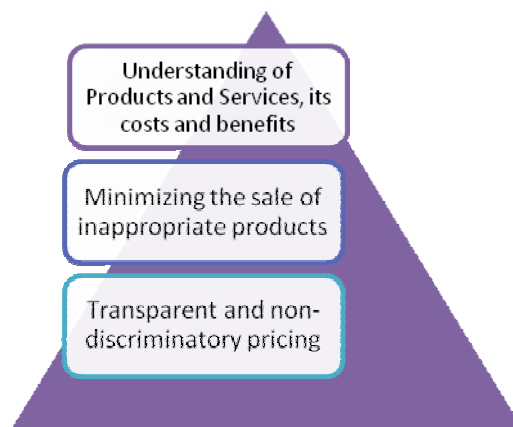 Understanding of
Products and Services, its
costs and benefits
Minimizing the sale of
inappropriate products
Transparent and non-
discriminatory pricing